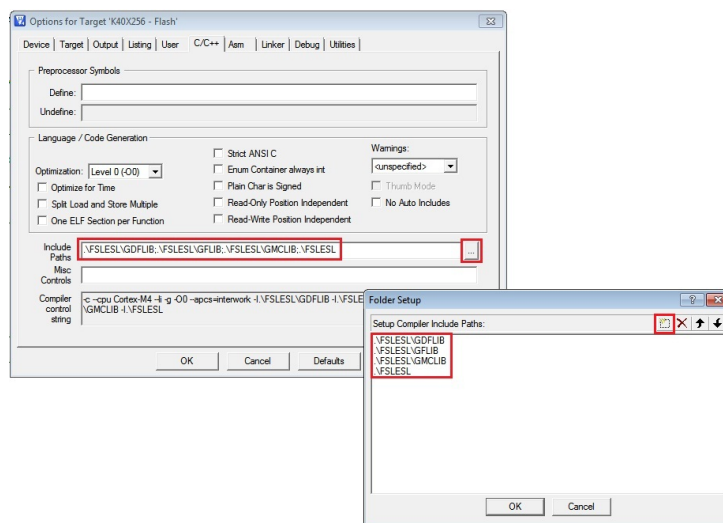 Options for Target 'K40X256 - Flash'
Device Target Output Listing User C/C++ Asm Linker Debug Utilities
Preprocessor Symbols
Define:
Undefine:
Language / Code Generation
Optimization: Level 0 (-O0)
Optimize for Time
Split Load and Store Multiple
One ELF Section per Function
Strict ANSI C
Enum Container always int
Plain Char is Signed
Read-Only Position Independent
Read-Write Position Independent
Warnings:
<unspecified>
Thumb Mode
No Auto Includes
Include Paths
.\FSLESL\GDFLIB;.\FSLESL\GFLIB;.\FSLESL\GMCLIB;.\FSLESL
...
Misc Controls
Compiler control string
-c --cpu Cortex-M4 --li -g -O0 --apcs=interwork -I.\FSLESL\GDFLIB -I.\FSLE
\GMCLIB -I.\FSLESL
OK Cancel Defaults
Folder Setup
Setup Compiler Include Paths:
.\FSLESL\GDFLIB
.\FSLESL\GFLIB
.\FSLESL\GMCLIB
.\FSLESL
OK Cancel